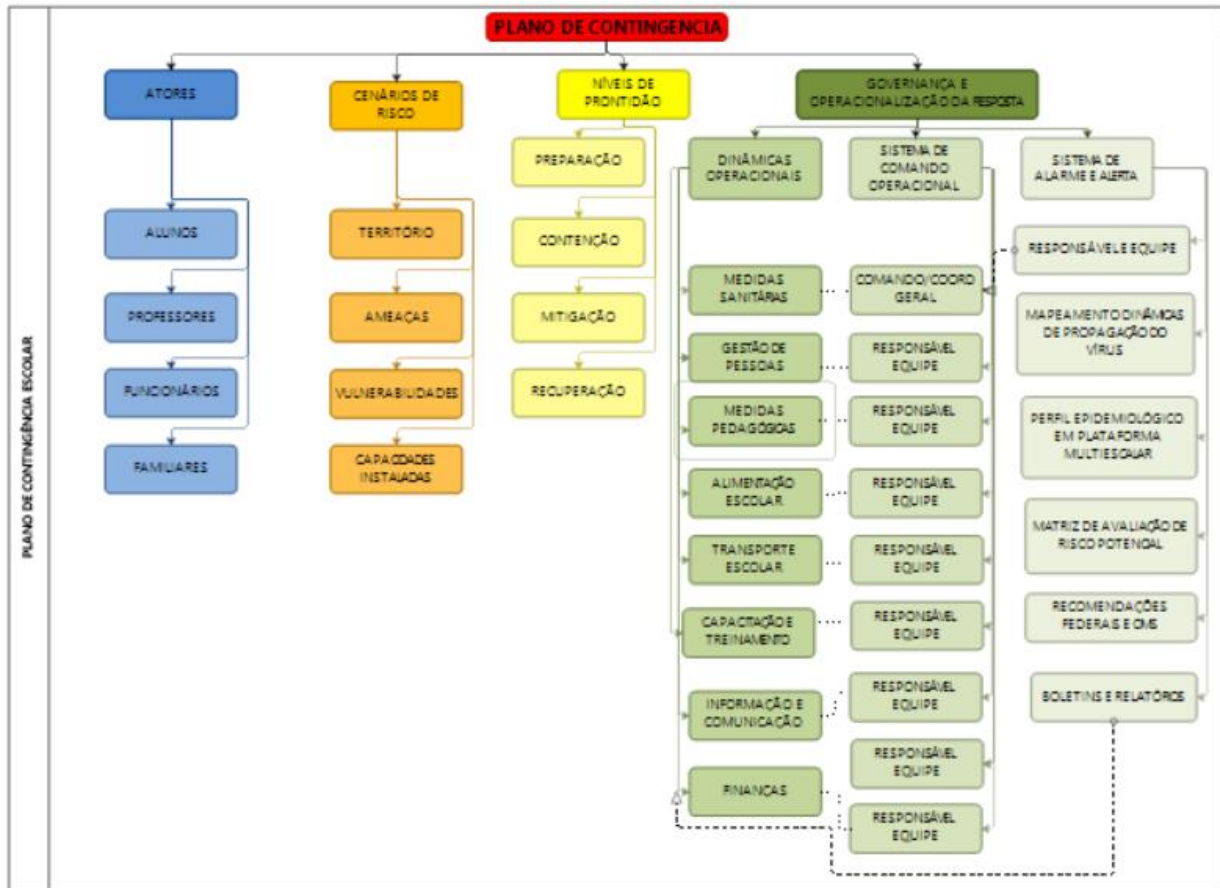 PLANO DE CONTINGÊNCIA ESCOLAR
PLANO DE CONTINGENCIA
ATORES
ALUNOS
PROFESSORES
FUNCIONÁRIOS
FAMILIARES
CENÁRIOS DE
RISCO
TERRITÓRIO
AMEAÇAS
VULNERABILIDADES
CAPACIDADES
INSTALADAS
NÍVEIS DE
PRONTIDÃO
PREPARAÇÃO
CONTENÇÃO
MITIGAÇÃO
RECUPERAÇÃO
GOVERNANÇA E
OPERACIONALIZAÇÃO DA RESPOSTA
DINÂMICAS
OPERACIONAIS
MEDIDAS
SANITÁRIAS
GESTÃO DE
PESSOAS
MEDIDAS
PEDAGÓGICAS
ALIMENTAÇÃO
ESCOLAR
TRANSPORTE
ESCOLAR
CAPACITAÇÃO E
TREINAMENTO
INFORMAÇÃO E
COMUNICAÇÃO
FINANÇAS
SISTEMA DE
COMANDO
OPERACIONAL
COMANDO/COORD
GERAL
RESPONSÁVEL
EQUIPE
RESPONSÁVEL
EQUIPE
RESPONSÁVEL
EQUIPE
RESPONSÁVEL
EQUIPE
RESPONSÁVEL
EQUIPE
RESPONSÁVEL
EQUIPE
RESPONSÁVEL
EQUIPE
RESPONSÁVEL
EQUIPE
SISTEMA DE
ALARME E ALERTA
RESPONSÁVEL E EQUIPE
MAPEAMENTO DINÂMICAS
DE PROPAGAÇÃO DO
VÍRUS
PERFIL EPIDEMIOLÓGICO
EM PLATAFORMA
MULTIESCALAR
MATRIZ DE AVALIAÇÃO DE
RISCO POTENCIAL
RECOMENDAÇÕES
FEDERAIS E OMS
BOLETINS E RELATÓRIOS